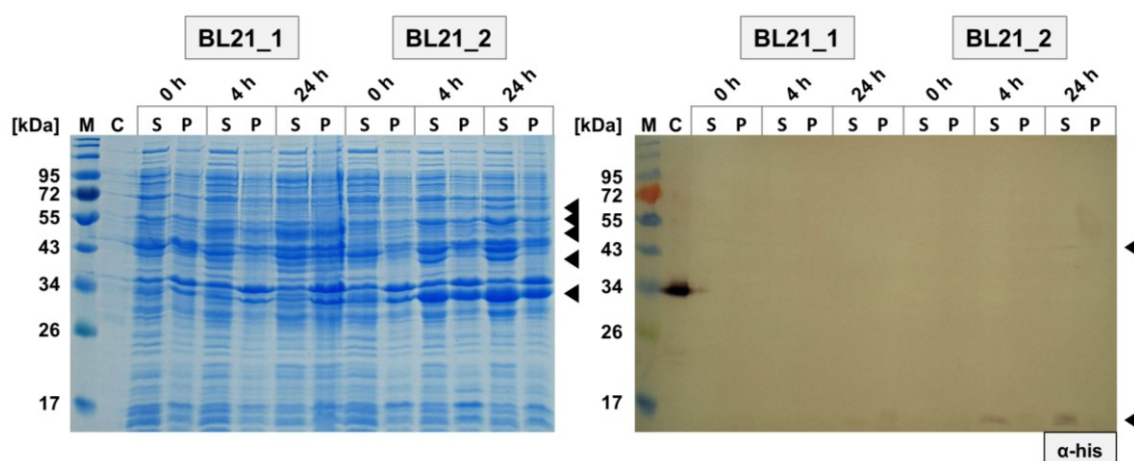 BL21_1 BL21_2 BL21_1 BL21_2
0 h 4 h 24 h 0 h 4 h 24 h 0 h 4 h 24 h 0 h 4 h 24 h
[kDa] M C S P S P S P S P S P S P [kDa] M C S P S P S P S P S P S P
95 95
72 72
55 55
43 43
34 34
26 26
17 17
α-his